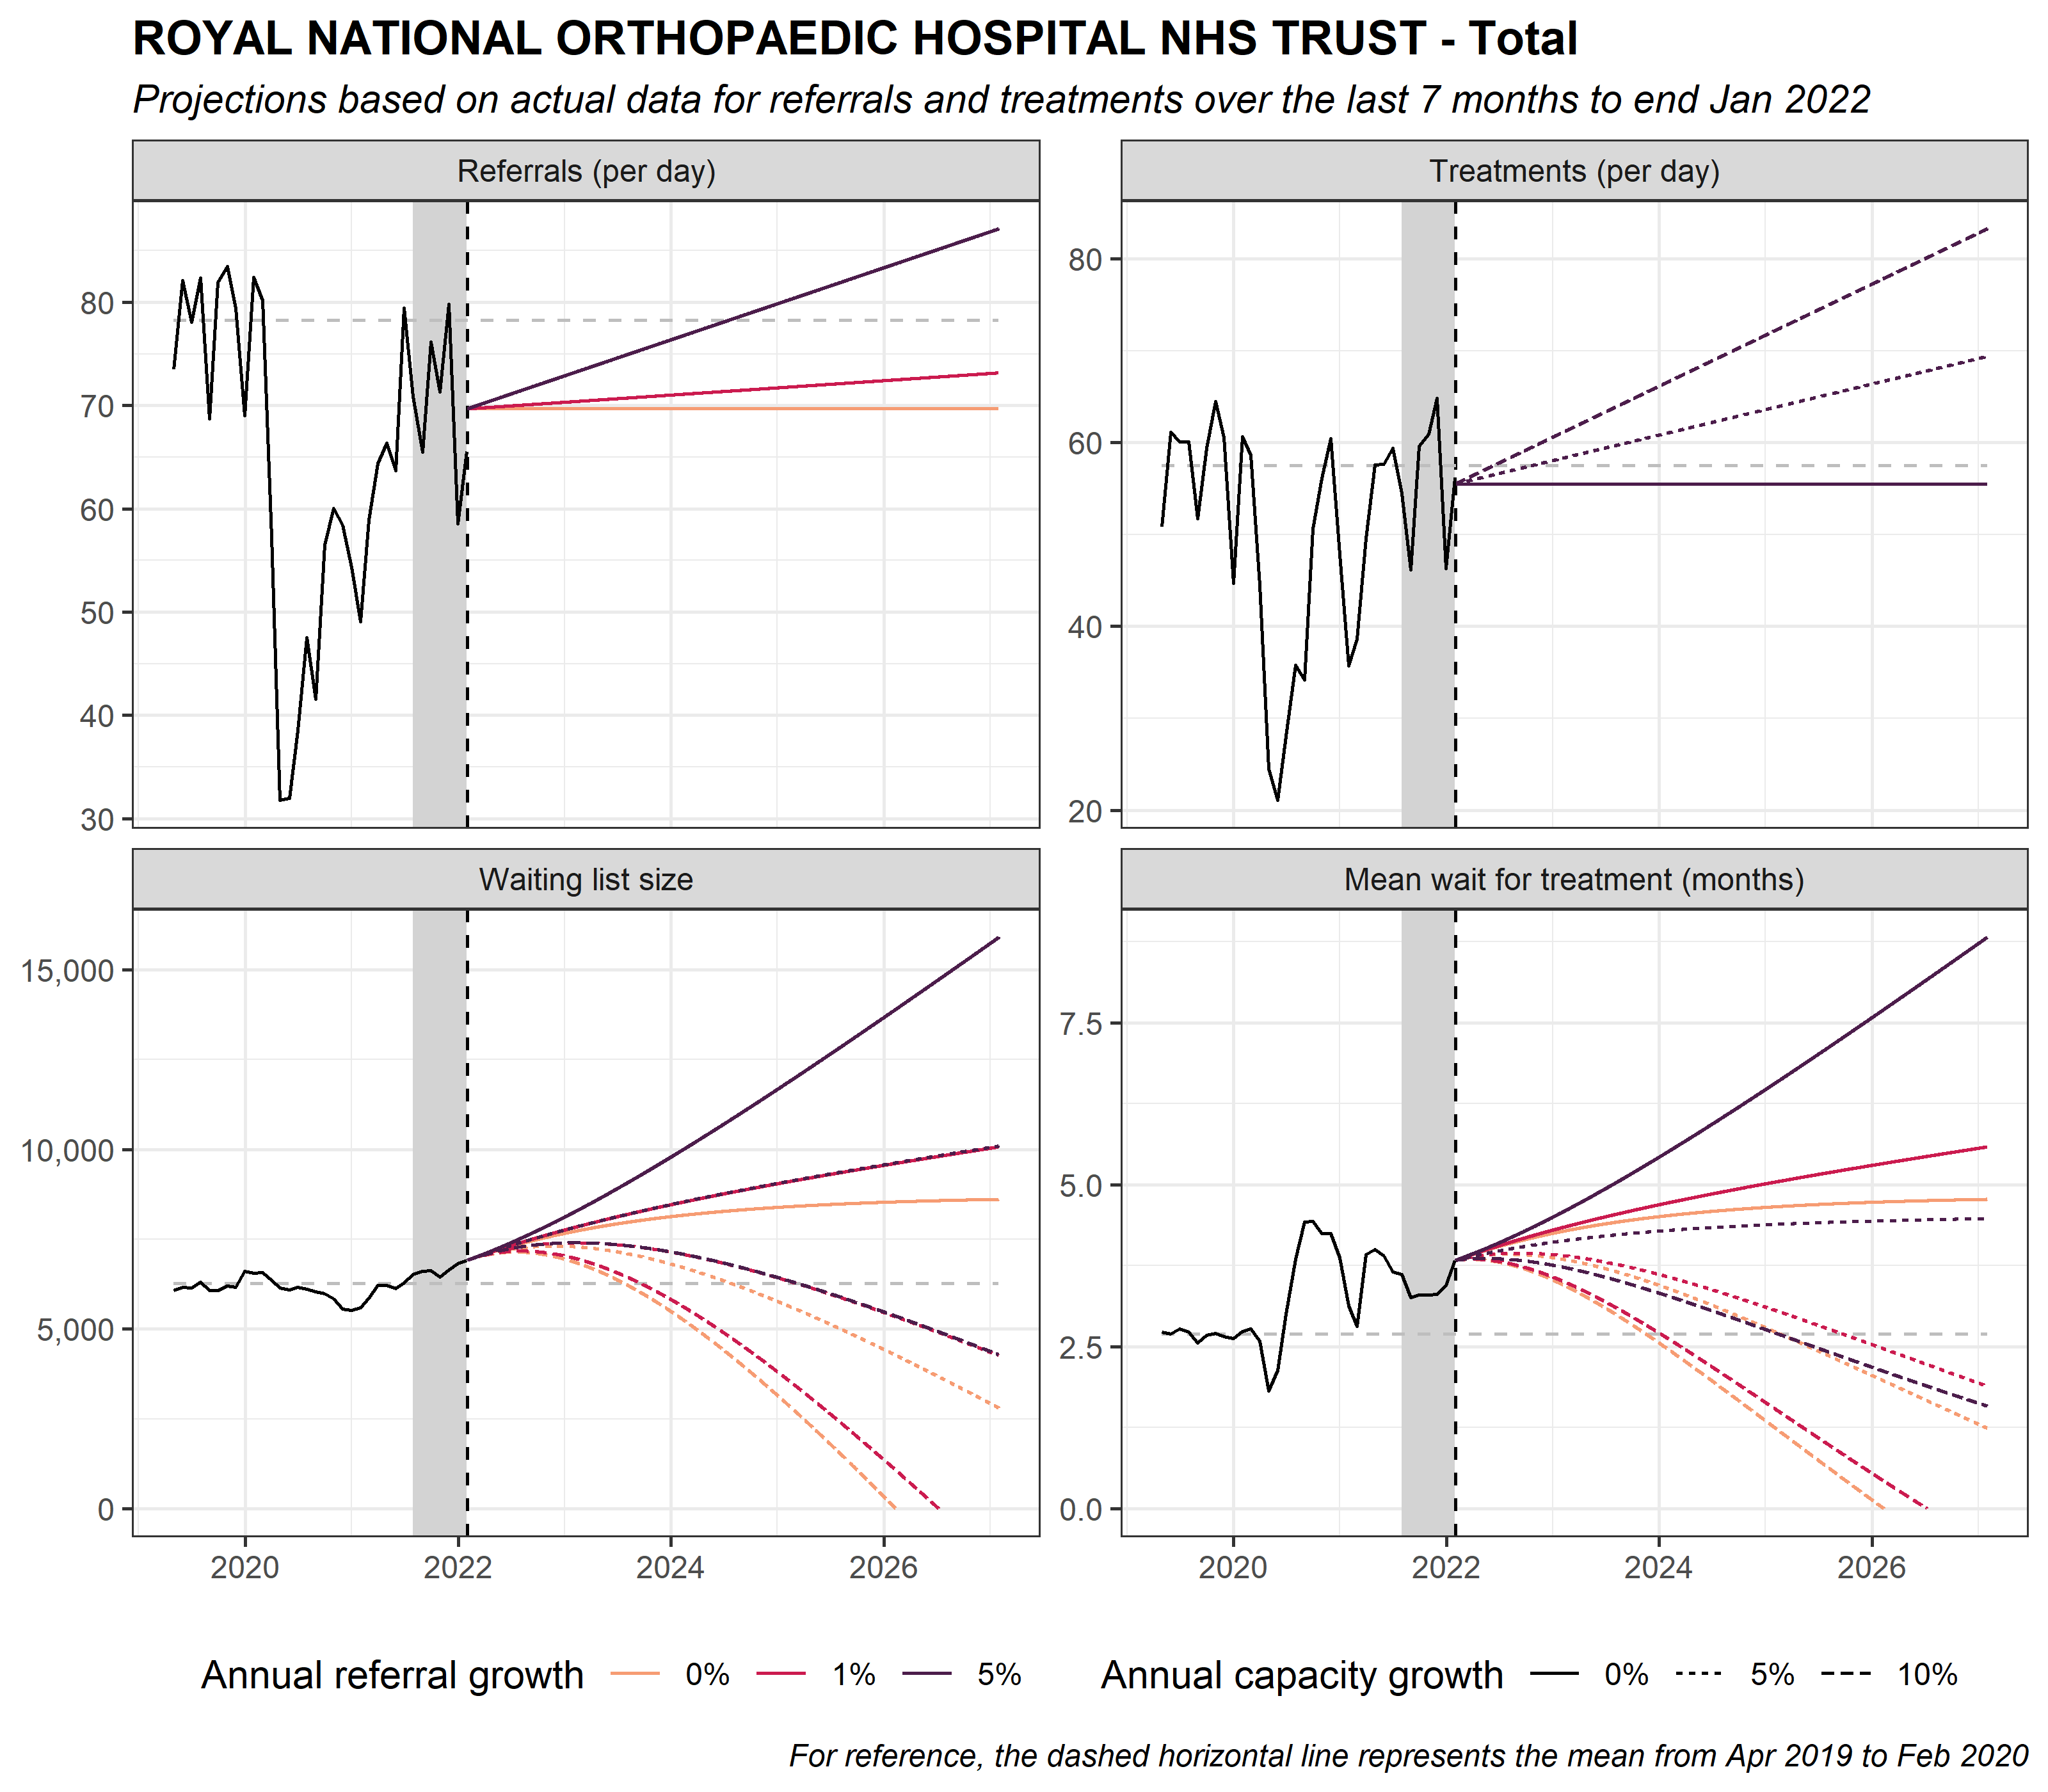 ROYAL NATIONAL ORTHOPAEDIC HOSPITAL NHS TRUST - Total
Projections based on actual data for referrals and treatments over the last 7 months to end Jan 2022
Referrals (per day)
80
70
60
50
40
30
Treatments (per day)
80
60
40
20
Waiting list size
15,000
10,000
5,000
0
2020 2022 2024 2026
Mean wait for treatment (months)
7.5
5.0
2.5
0.0
2020 2022 2024 2026
Annual referral growth 0% 1% 5%
Annual capacity growth 0% 5% 10%
For reference, the dashed horizontal line represents the mean from Apr 2019 to Feb 2020